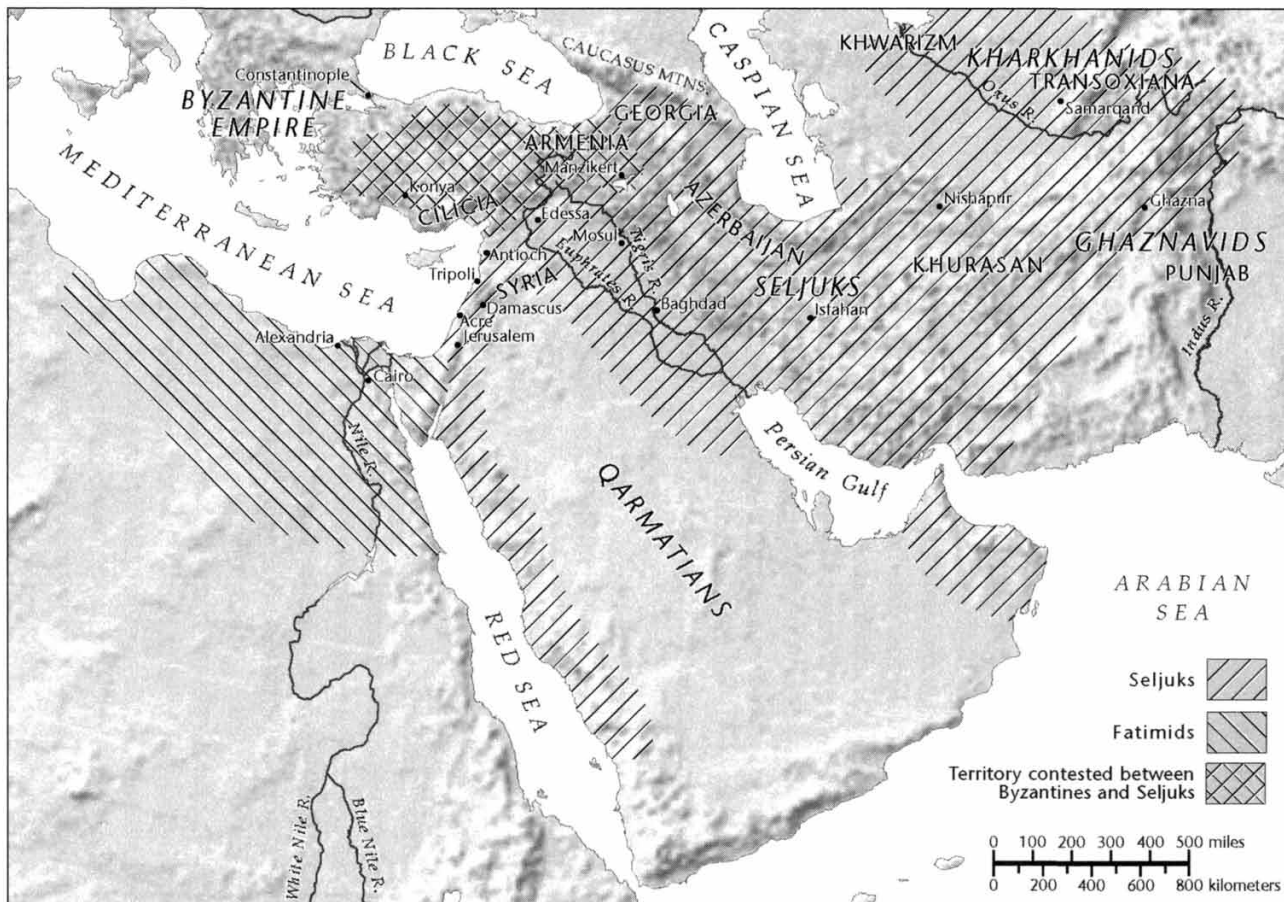 BLACK SEA
CAUCASUS MTNS.
CASPIAN SEA
KHWARIZM
KHARKHANIDS
TRANSOXIANA
Oxus R.
Samarqand
Constantinople
BYZANTINE
EMPIRE
GEORGIA
ARMENIA
Manzikert
MEDITERRANEAN SEA
Konya
CILICIA
Edessa
AZERBAIJAN
Nishaprir
Ghazna
Mosul
Tigris R.
Antioch
Euphrates R.
GHAZNAVIDS
Tripoli
SYRIA
KHURASAN
PUNJAB
SELJUKS
Damascus
Baghdad
Isfahan
Indus R.
Acre
Alexandria
Jerusalem
Cairo
Nile R.
Persian Gulf
QARMATIANS
RED SEA
ARABIAN
SEA
White Nile R.
Blue Nile R.
Seljuks
Fatimids
Territory contested between
Byzantines and Seljuks
0 100 200 300 400 500 miles
0 200 400 600 800 kilometers